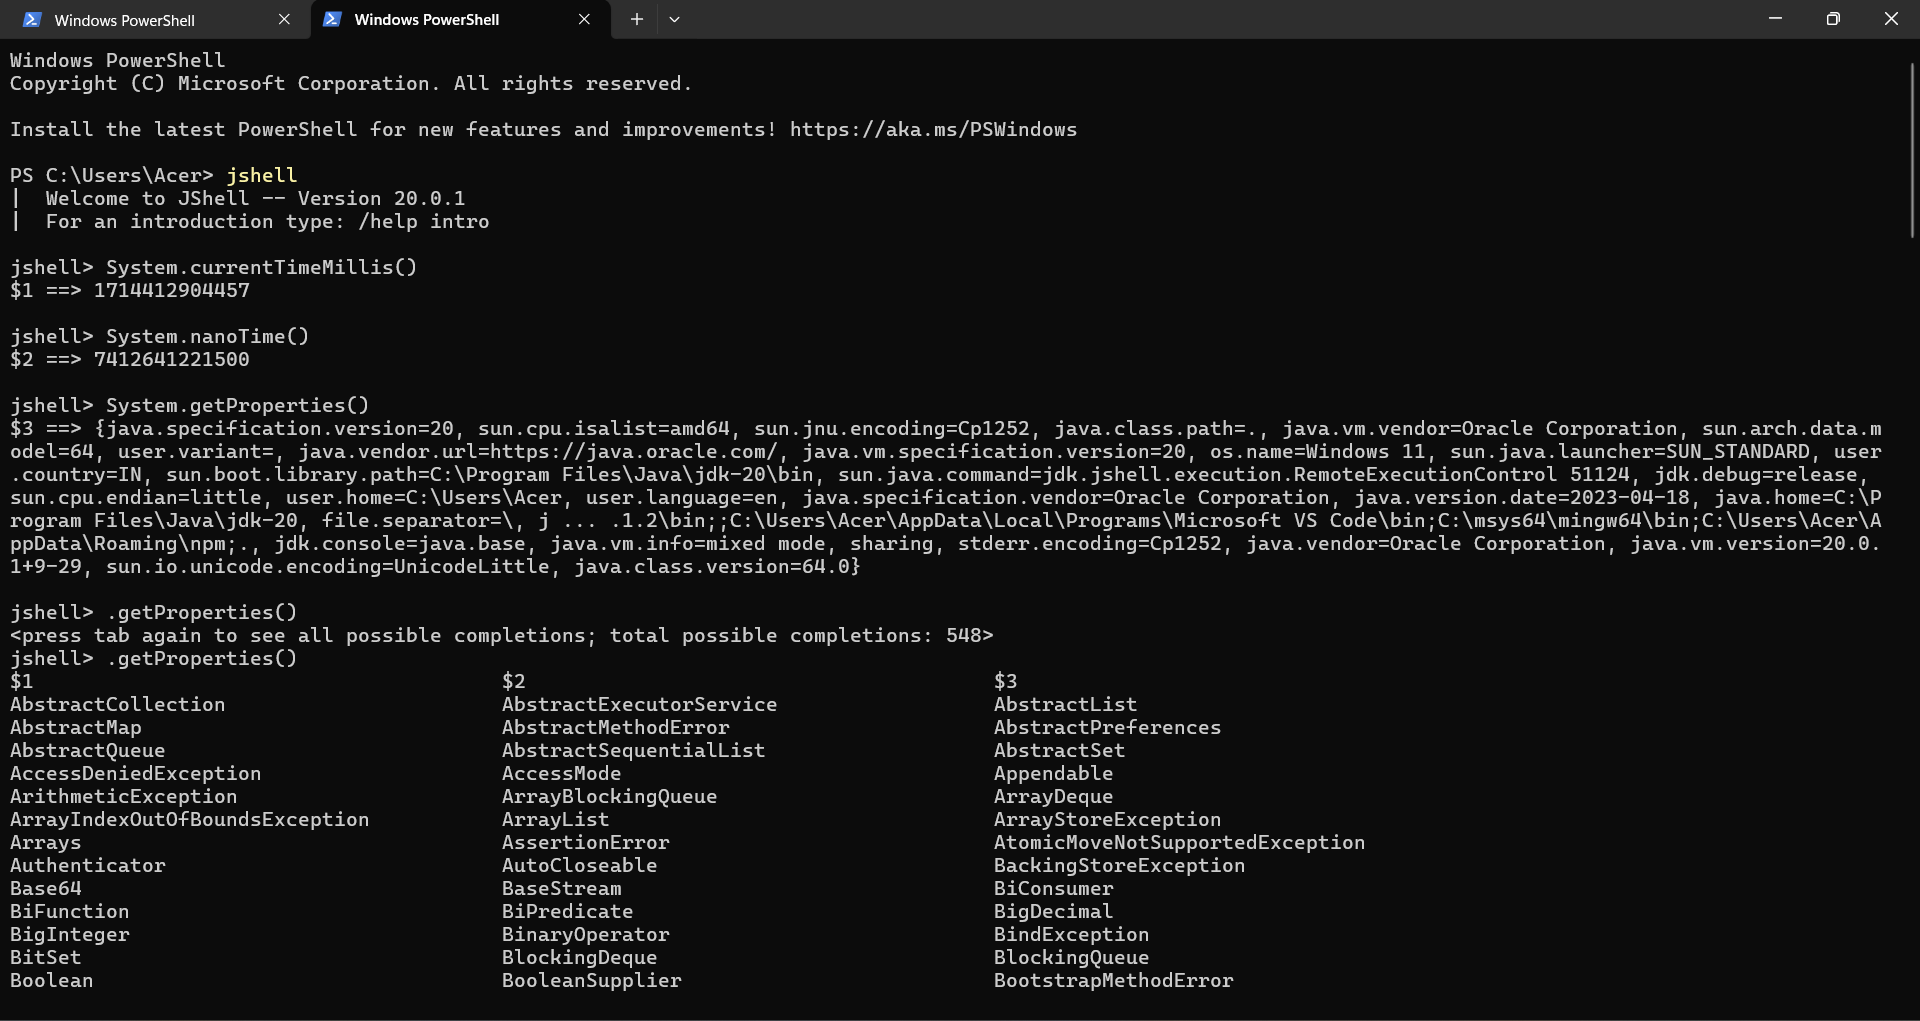 Windows PowerShell
Windows PowerShell
Windows PowerShell
Copyright (C) Microsoft Corporation. All rights reserved.
Install the latest PowerShell for new features and improvements! https://aka.ms/PSWindows
PS C:\Users\Acer> jshell
|  Welcome to JShell -- Version 20.0.1
|  For an introduction type: /help intro
jshell> System.currentTimeMillis()
$1 ==> 1714412904457
jshell> System.nanoTime()
$2 ==> 7412641221500
jshell> System.getProperties()
$3 ==> {java.specification.version=20, sun.cpu.isalist=amd64, sun.jnu.encoding=Cp1252, java.class.path=., java.vm.vendor=Oracle Corporation, sun.arch.data.m
odel=64, user.variant=, java.vendor.url=https://java.oracle.com/, java.vm.specification.version=20, os.name=Windows 11, sun.java.launcher=SUN_STANDARD, user
.country=IN, sun.boot.library.path=C:\Program Files\Java\jdk-20\bin, sun.java.command=jdk.jshell.execution.RemoteExecutionControl 51124, jdk.debug=release,
sun.cpu.endian=little, user.home=C:\Users\Acer, user.language=en, java.specification.vendor=Oracle Corporation, java.version.date=2023-04-18, java.home=C:\P
rogram Files\Java\jdk-20, file.separator=\, j ... .1.2\bin;;C:\Users\Acer\AppData\Local\Programs\Microsoft VS Code\bin;C:\msys64\mingw64\bin;C:\Users\Acer\A
ppData\Roaming\npm;., jdk.console=java.base, java.vm.info=mixed mode, sharing, stderr.encoding=Cp1252, java.vendor=Oracle Corporation, java.vm.version=20.0.
1+9-29, sun.io.unicode.encoding=UnicodeLittle, java.class.version=64.0}
jshell> .getProperties()
<press tab again to see all possible completions; total possible completions: 548>
jshell> .getProperties()
$1 $2 $3
AbstractCollection AbstractExecutorService AbstractList
AbstractMap AbstractMethodError AbstractPreferences
AbstractQueue AbstractSequentialList AbstractSet
AccessDeniedException AccessMode Appendable
ArithmeticException ArrayBlockingQueue ArrayDeque
ArrayIndexOutOfBoundsException ArrayList ArrayStoreException
Arrays AssertionError AtomicMoveNotSupportedException
Authenticator AutoCloseable BackingStoreException
Base64 BaseStream BiConsumer
BiFunction BiPredicate BigDecimal
BigInteger BinaryOperator BindException
BitSet BlockingDeque BlockingQueue
Boolean BooleanSupplier BootstrapMethodError